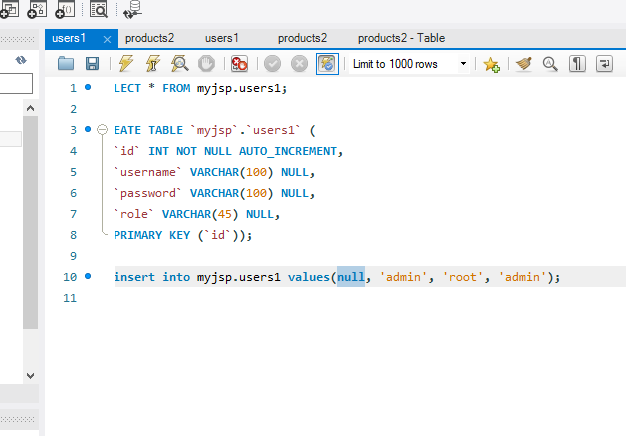 users1 × products2 users1 products2 products2 - Table
Limit to 1000 rows
1 LECT * FROM myjsp.users1;
2
3 EATE TABLE `myjsp`.`users1` (
4 `id` INT NOT NULL AUTO_INCREMENT,
5 `username` VARCHAR(100) NULL,
6 `password` VARCHAR(100) NULL,
7 `role` VARCHAR(45) NULL,
8 PRIMARY KEY (`id`));
9
10 insert into myjsp.users1 values(null, 'admin', 'root', 'admin');
11